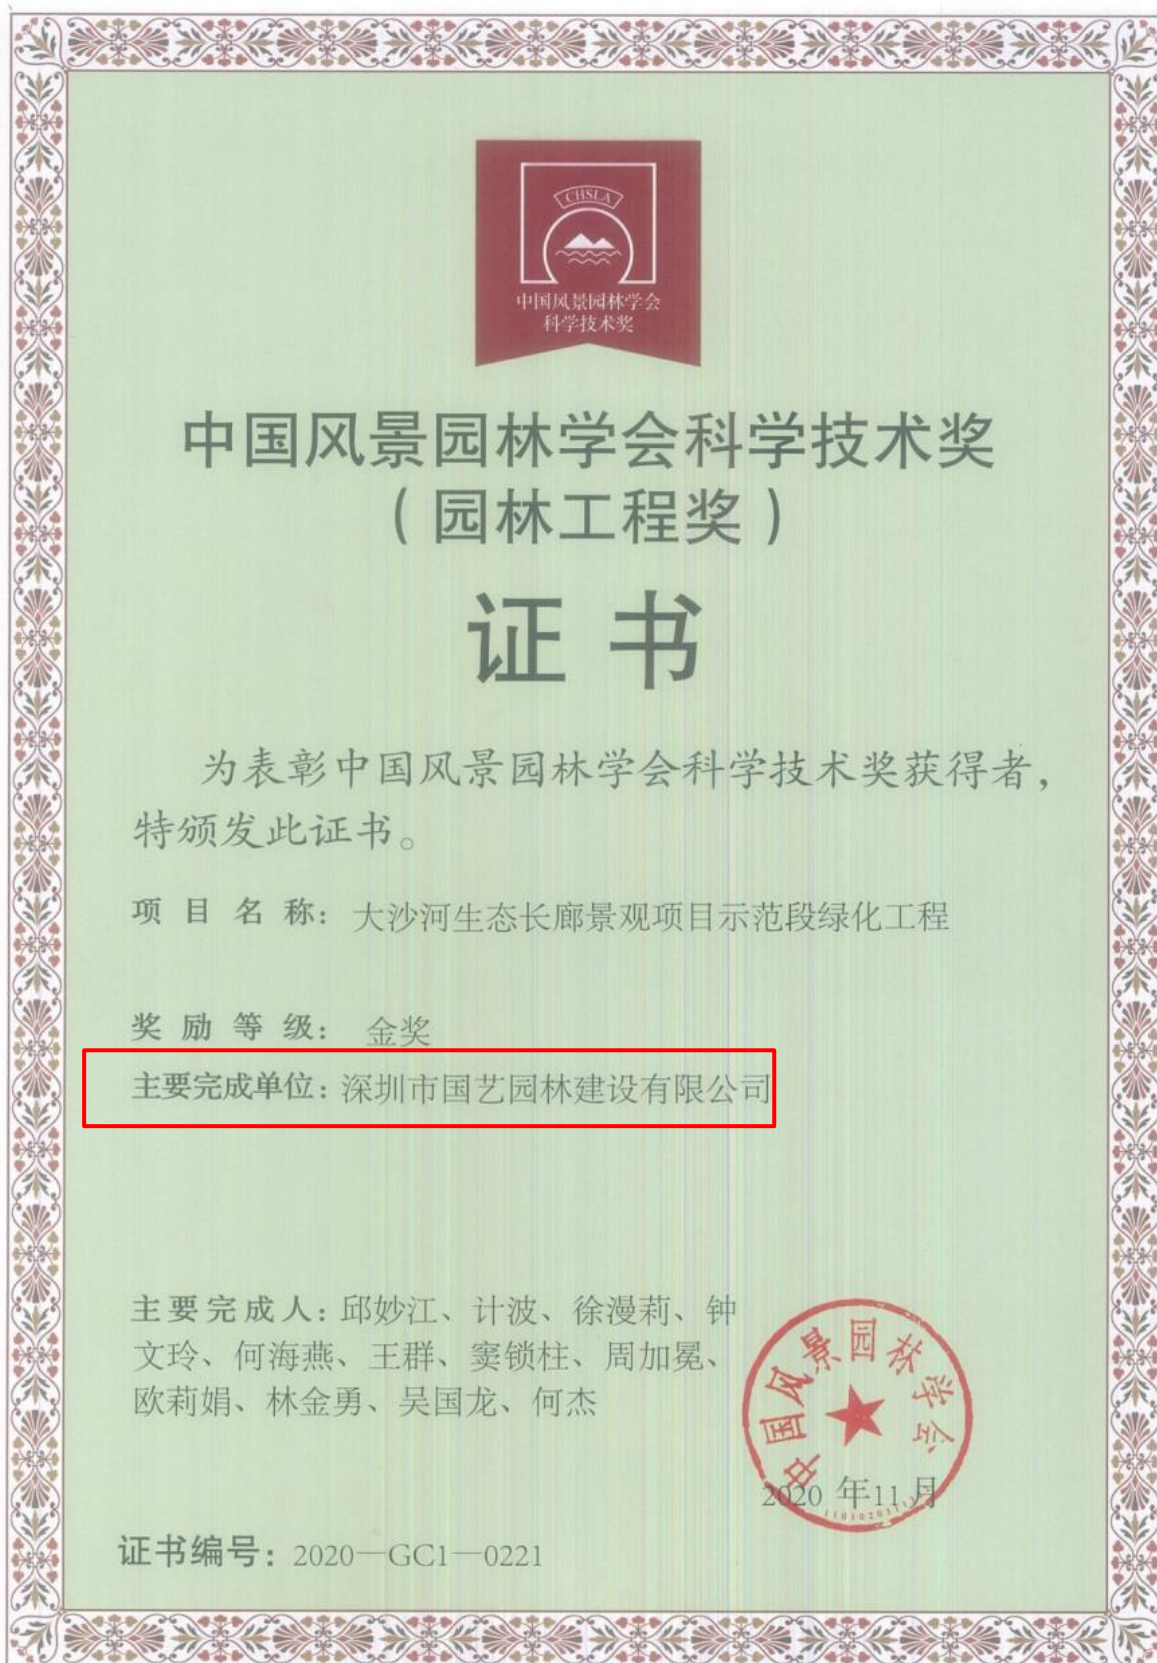 CHSLA
中国风景园林学会
科学技术奖
中国风景园林学会科学技术奖
（园林工程奖）
证书
为表彰中国风景园林学会科学技术奖获得者，
特颁发此证书。
项目名称：大沙河生态长廊景观项目示范段绿化工程
奖励等级：金奖
主要完成单位：深圳市国艺园林建设有限公司
主要完成人：邱妙江、计波、徐漫莉、钟
文玲、何海燕、王群、窦锁柱、周加冕、
欧莉娟、林金勇、吴国龙、何杰
中国风景园林学会
2020 年11月
证书编号：2020—GC1—0221